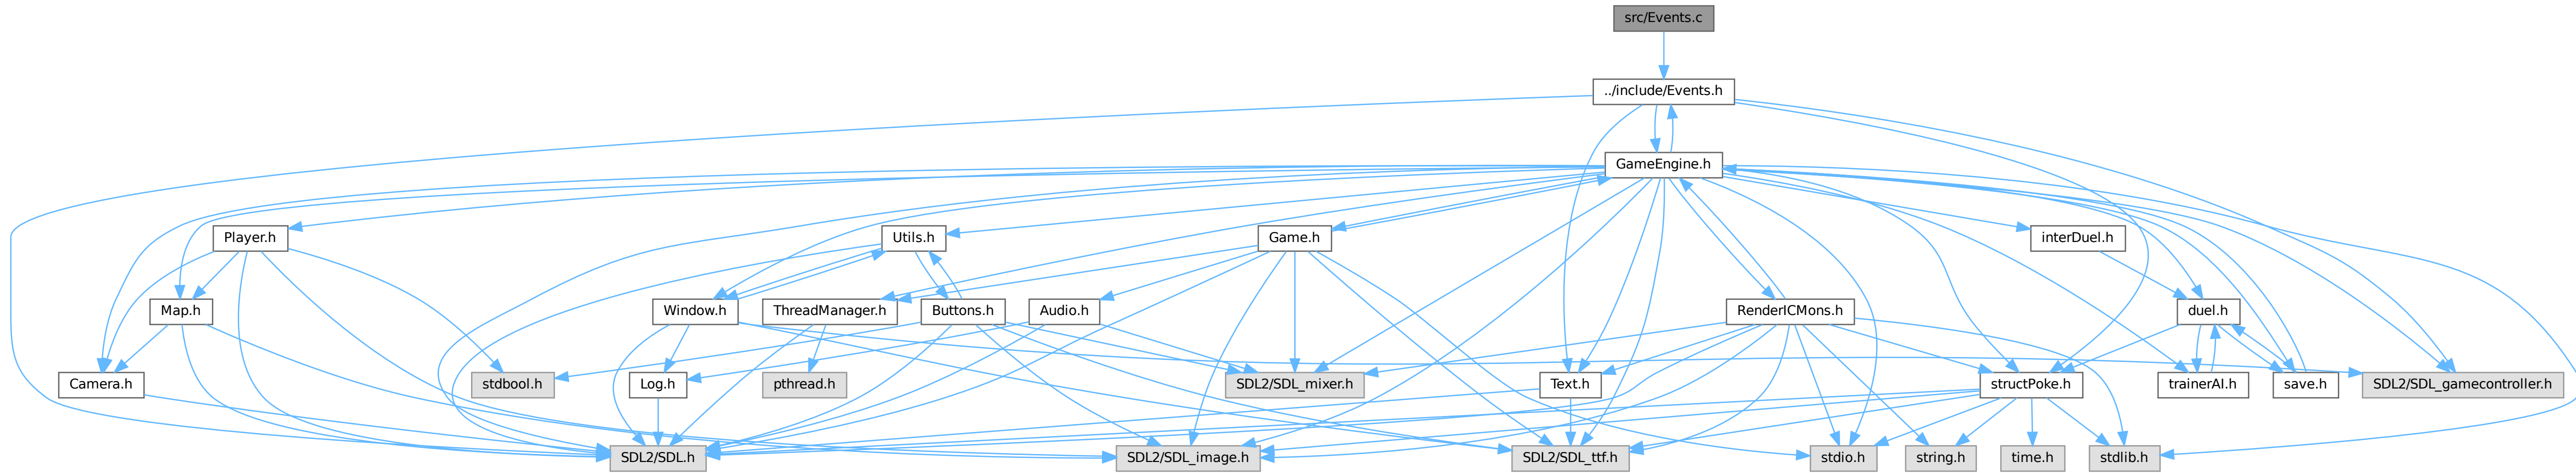 src/Events.c
../include/Events.h
GameEngine.h
Player.h
Utils.h
Game.h
interDuel.h
Map.h
Window.h
ThreadManager.h
Buttons.h
Audio.h
RenderICMons.h
duel.h
Camera.h
stdbool.h
Log.h
pthread.h
SDL2/SDL_mixer.h
Text.h
structPoke.h
trainerAI.h
save.h
SDL2/SDL_gamecontroller.h
SDL2/SDL.h
SDL2/SDL_image.h
SDL2/SDL_ttf.h
stdio.h
string.h
time.h
stdlib.h